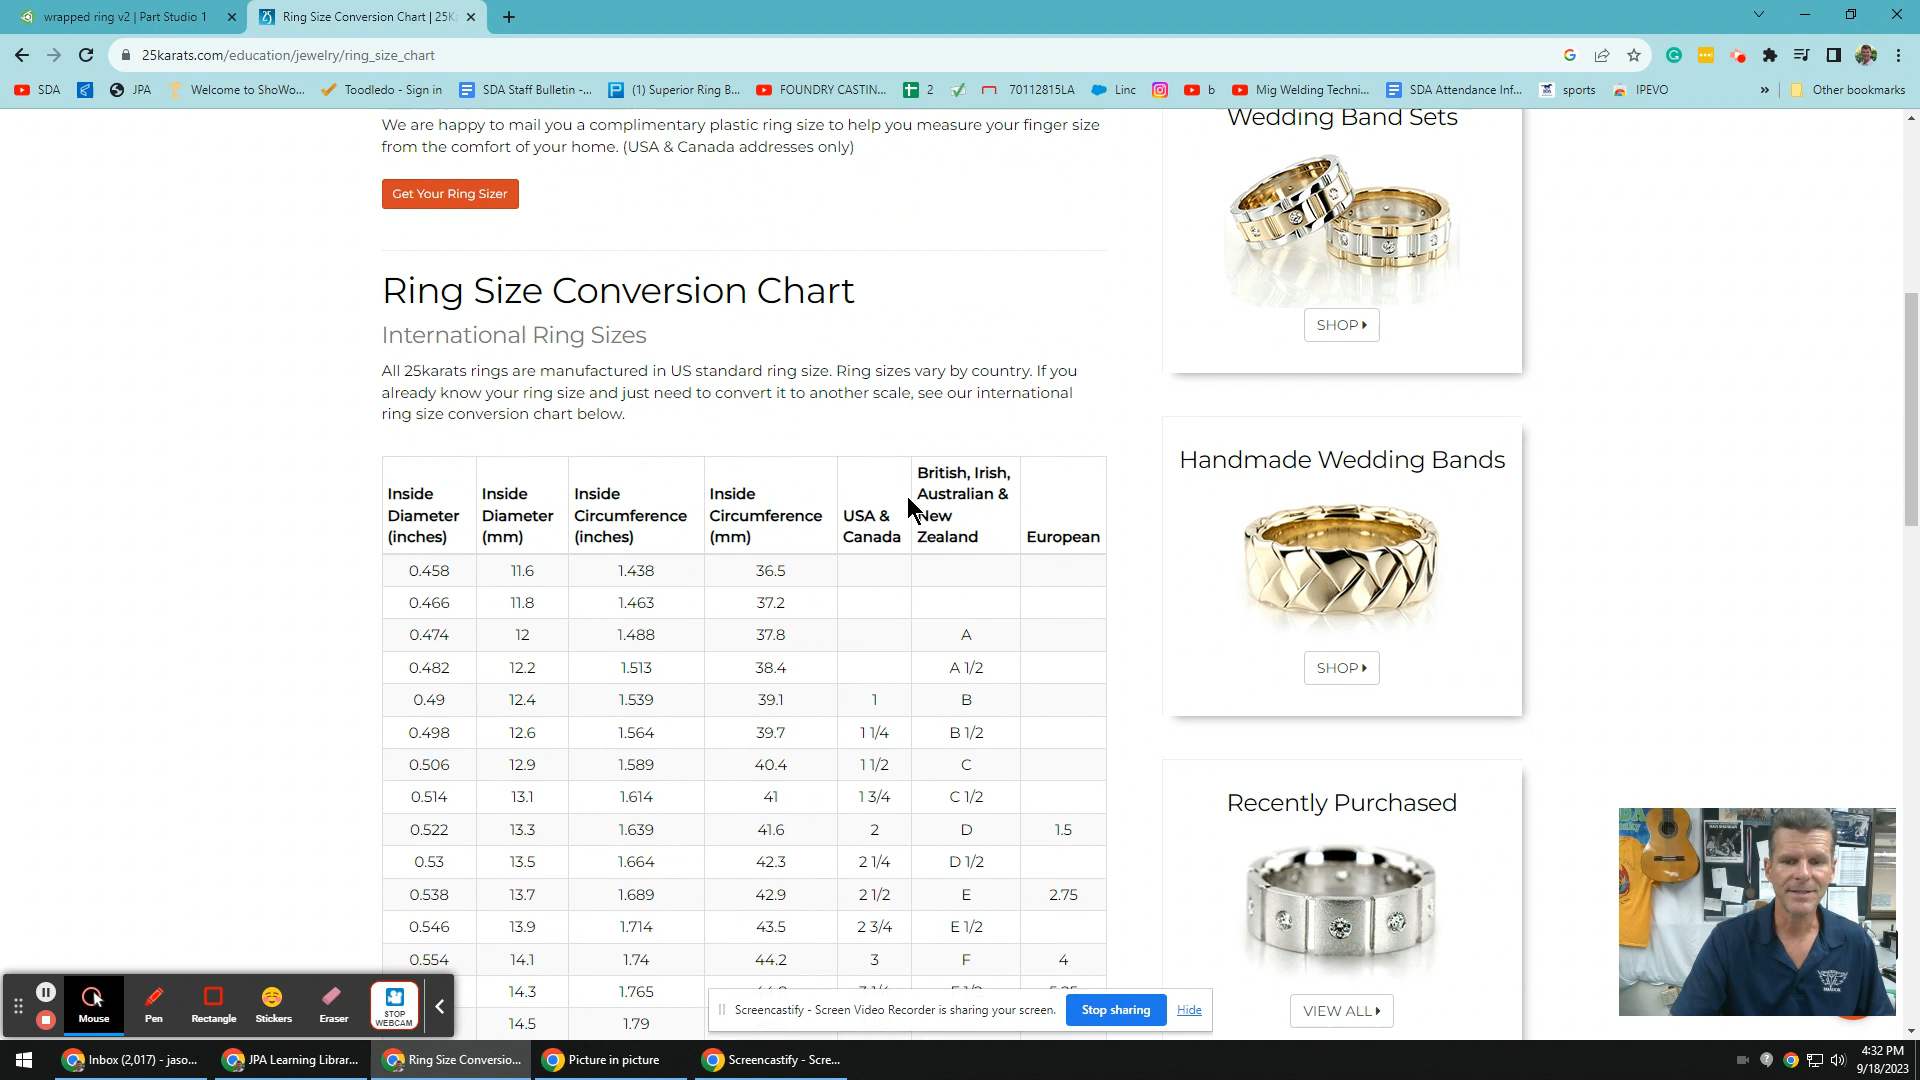 wrapped ring v2 | Part Studio 1
Ring Size Conversion Chart | 25K
25karats.com/education/jewelry/ring_size_chart
SDA
JPA
Welcome to ShoWo...
Toodledo - Sign in
SDA Staff Bulletin -...
(1) Superior Ring B...
FOUNDRY CASTIN...
2
70112815LA
Linc
b
Mig Welding Techni...
SDA Attendance Inf...
sports
IPEVO
»
Other bookmarks
We are happy to mail you a complimentary plastic ring size to help you measure your finger size
from the comfort of your home. (USA & Canada addresses only)
Get Your Ring Sizer
Ring Size Conversion Chart
International Ring Sizes
All 25karats rings are manufactured in US standard ring size. Ring sizes vary by country. If you
already know your ring size and just need to convert it to another scale, see our international
ring size conversion chart below.
Inside Diameter (inches) Inside Diameter (mm) Inside Circumference (inches) Inside Circumference (mm) USA & Canada British, Irish, Australian & New Zealand European
0.458 11.6 1.438 36.5
0.466 11.8 1.463 37.2
0.474 12 1.488 37.8 A
0.482 12.2 1.513 38.4 A 1/2
0.49 12.4 1.539 39.1 1 B
0.498 12.6 1.564 39.7 1 1/4 B 1/2
0.506 12.9 1.589 40.4 1 1/2 C
0.514 13.1 1.614 41 1 3/4 C 1/2
0.522 13.3 1.639 41.6 2 D 1.5
0.53 13.5 1.664 42.3 2 1/4 D 1/2
0.538 13.7 1.689 42.9 2 1/2 E 2.75
0.546 13.9 1.714 43.5 2 3/4 E 1/2
0.554 14.1 1.74 44.2 3 F 4
14.3 1.765
14.5 1.79
Wedding Band Sets
SHOP
Handmade Wedding Bands
SHOP
Recently Purchased
VIEW ALL
Mouse
Pen
Rectangle
Stickers
Eraser
STOP
WEBCAM
Screencastify - Screen Video Recorder is sharing your screen.
Stop sharing
Hide
Inbox (2,017) - jaso...
JPA Learning Librar...
Ring Size Conversio...
Picture in picture
Screencastify - Scre...
4:32 PM
9/18/2023